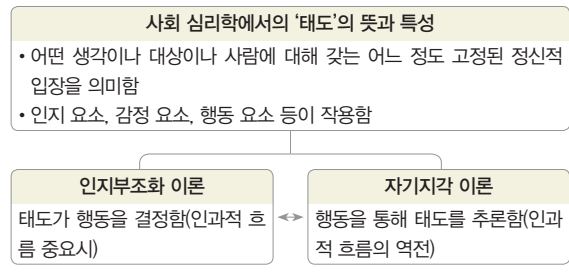 사회 심리학에서의 ‘태도’의 뜻과 특성
• 어떤 생각이나 대상이나 사람에 대해 갖는 어느 정도 고정된 정신적
입장을 의미함
• 인지 요소, 감정 요소, 행동 요소 등이 작용함
인지부조화 이론
태도가 행동을 결정함(인과적 흐
름 중요시)
자기지각 이론
행동을 통해 태도를 추론함(인과
적 흐름의 역전)